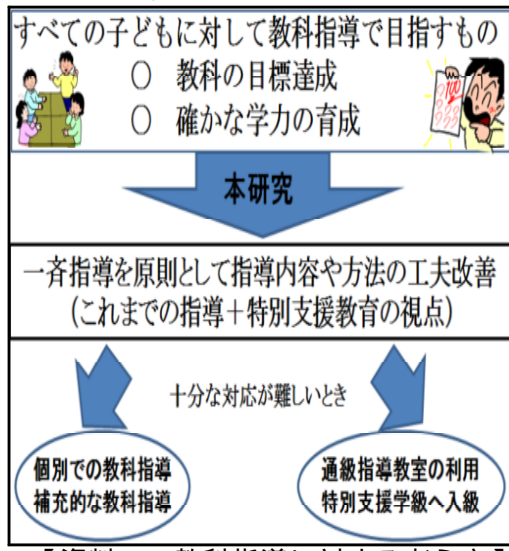 すべての子どもに対して教科指導で目指すもの
○ 教科の目標達成
○ 確かな学力の育成
100
本研究
一斉指導を原則として指導内容や方法の工夫改善
(これまでの指導＋特別支援教育の視点)
十分な対応が難しいとき
個別での教科指導
補充的な教科指導
通級指導教室の利用
特別支援学級へ入級